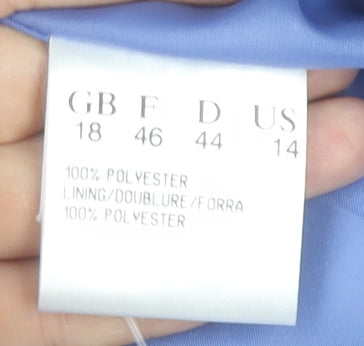 GB F D US
18 46 44 14
100% POLYESTER
LINING/DOUBLURE/FORRA
100% POLYESTER